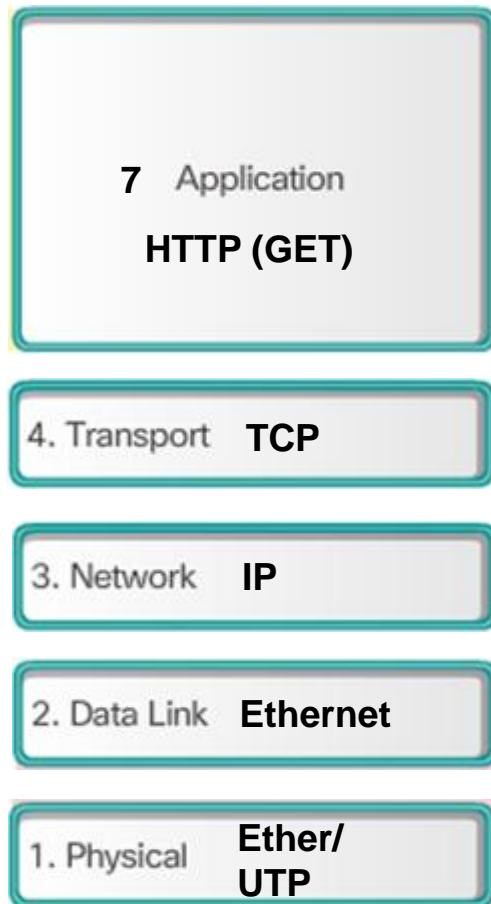 7 Application
HTTP (GET)
4. Transport TCP
3. Network IP
2. Data Link Ethernet
1. Physical Ether/
UTP